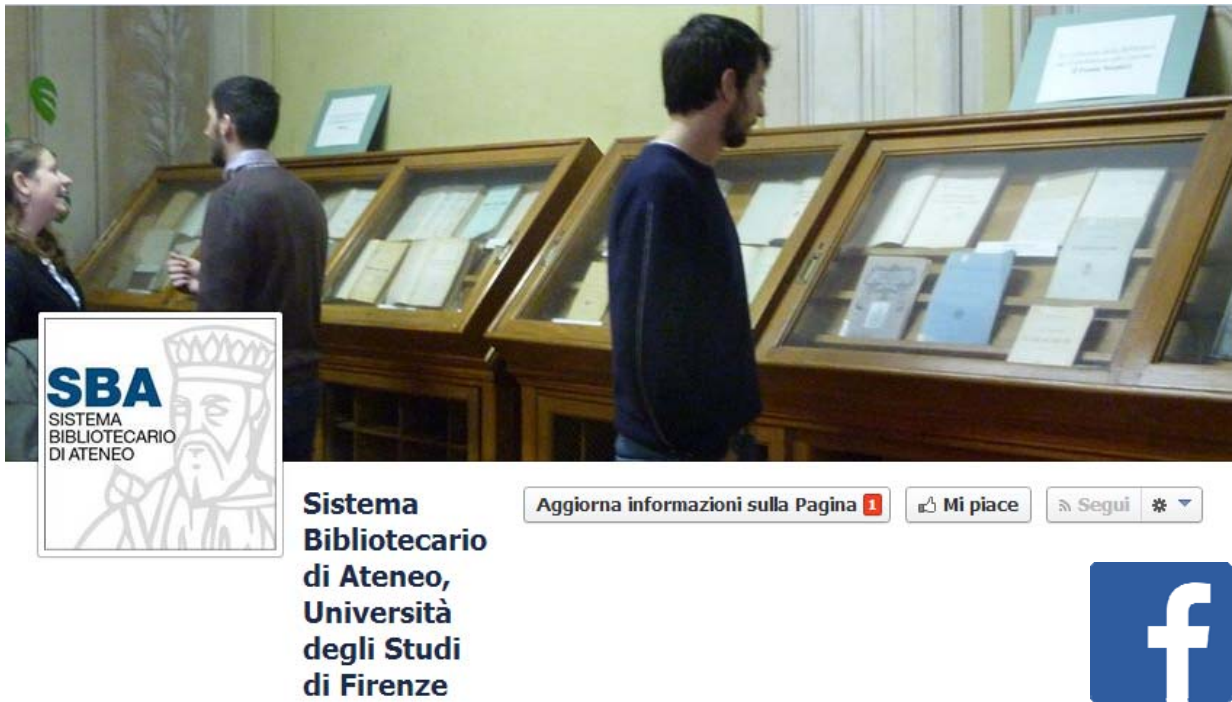 SBA
SISTEMA
BIBLIOTECARIO
DI ATENEO
Sistema
Bibliotecario
di Ateneo,
Università
degli Studi
di Firenze
Aggiorna informazioni sulla Pagina 1
Mi piace
Segui
f